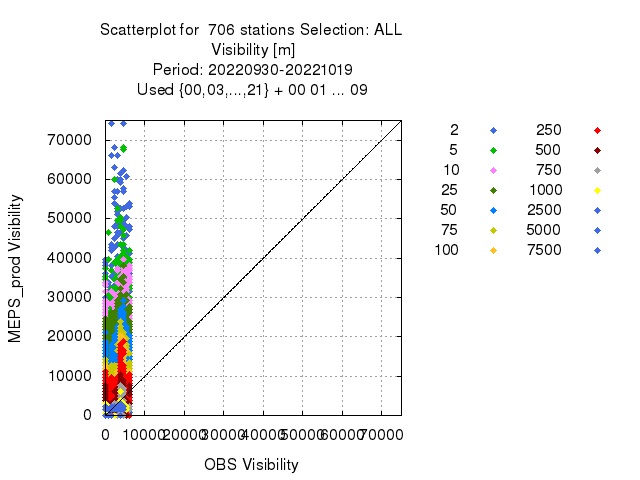 Scatterplot for 706 stations Selection: ALL
Visibility [m]
Period: 20220930-20221019
Used {00,03,...,21} + 00 01 ... 09
MEPS_prod Visibility
70000
60000
50000
40000
30000
20000
10000
0
0 10000 20000 30000 40000 50000 60000 70000
OBS Visibility
2 250
5 500
10 750
25 1000
50 2500
75 5000
100 7500